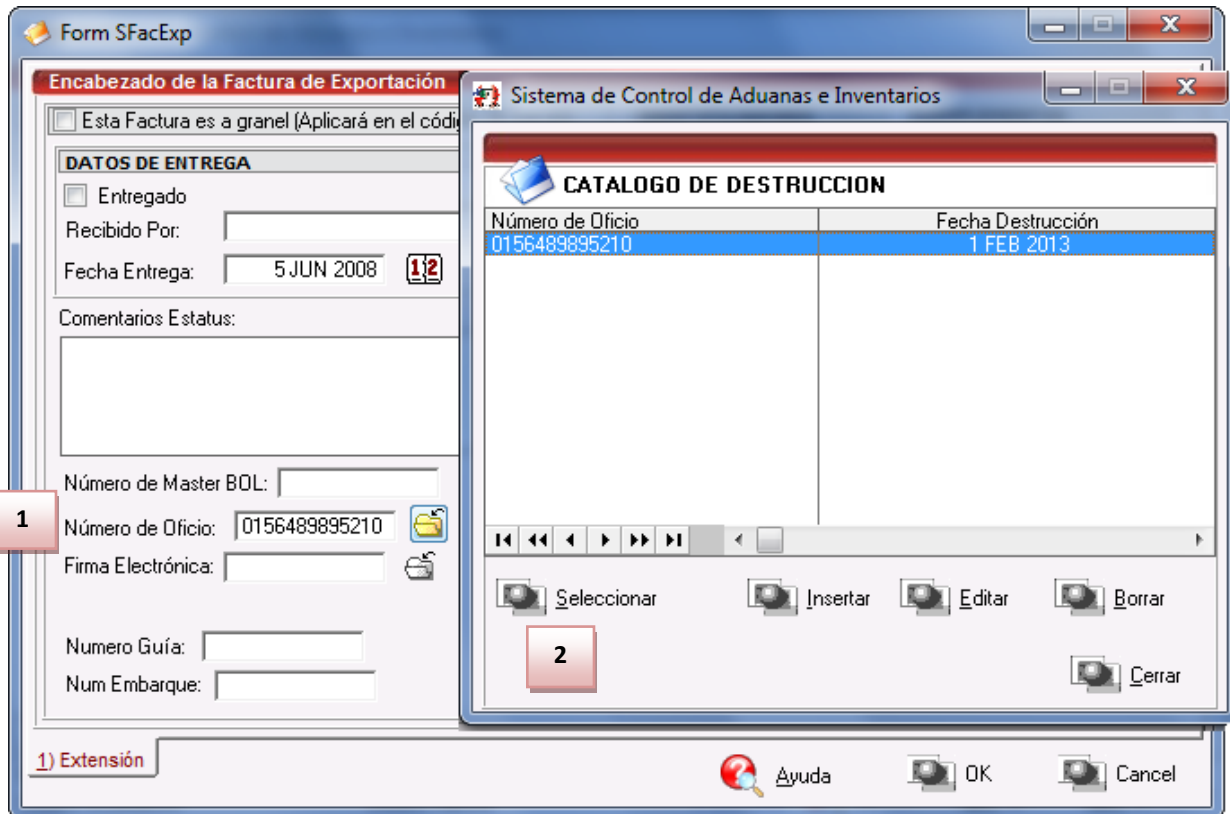 Form SFacExp
Encabezado de la Factura de Exportación
Esta Factura es a granel (Aplicará en el códi
DATOS DE ENTREGA
Entregado
Recibido Por:
Fecha Entrega: 5 JUN 2008 12
Comentarios Estatus:
Número de Master BOL:
1
Número de Oficio: 0156489895210
Firma Electrónica:
Numero Guía:
Num Embarque:
1) Extensión
Ayuda OK Cancel
Sistema de Control de Aduanas e Inventarios
CATALOGO DE DESTRUCCION
Número de Oficio Fecha Destrucción
0156489895210 1 FEB 2013
Seleccionar Insertar Editar Borrar
2
Cerrar